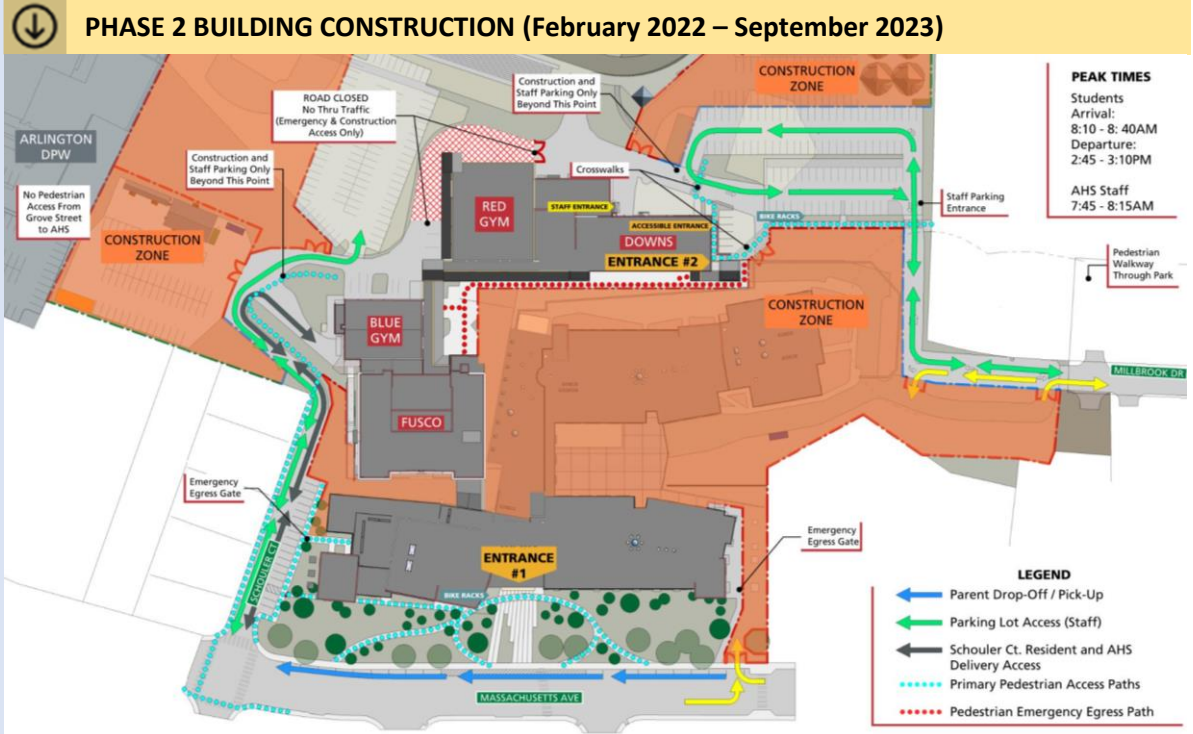 PHASE 2 BUILDING CONSTRUCTION (February 2022 – September 2023)
ARLINGTON
DPW
No Pedestrian
Access From
Grove Street
to AHS
CONSTRUCTION
ZONE
Construction and
Staff Parking Only
Beyond This Point
ROAD CLOSED
No Thru Traffic
(Emergency & Construction
Access Only)
Construction and
Staff Parking Only
Beyond This Point
CONSTRUCTION
ZONE
Crosswalks
RED
GYM
STAFF ENTRANCE
ACCESSIBLE ENTRANCE
DOWNS
ENTRANCE #2
BIKE RACKS
Staff Parking
Entrance
PEAK TIMES
Students
Arrival:
8:10 - 8: 40AM
Departure:
2:45 - 3:10PM
AHS Staff
7:45 - 8:15AM
Pedestrian
Walkway
Through Park
BLUE
GYM
CONSTRUCTION
ZONE
MILLBROOK DR
FUSCO
Emergency
Egress Gate
SCHOULER CT
ENTRANCE
#1
BIKE RACKS
Emergency
Egress Gate
MASSACHUSETTS AVE
LEGEND
Parent Drop-Off / Pick-Up
Parking Lot Access (Staff)
Schouler Ct. Resident and AHS
Delivery Access
Primary Pedestrian Access Paths
Pedestrian Emergency Egress Path